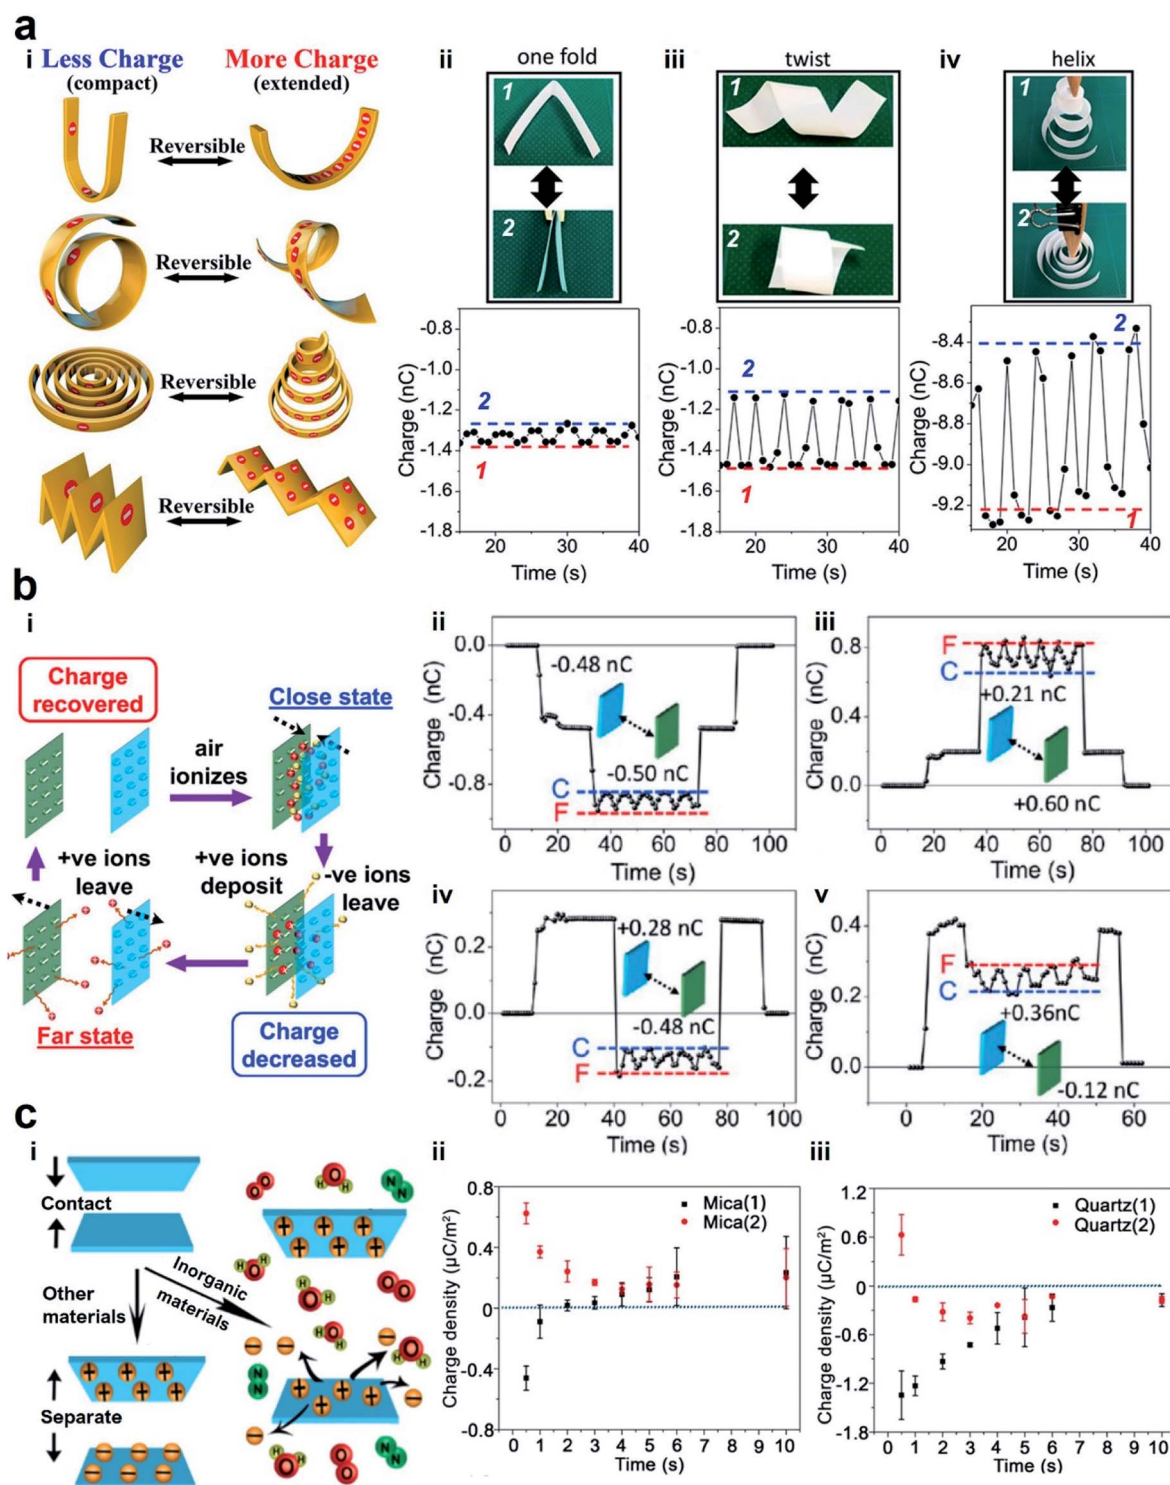 a
i
Less Charge
(compact)
More Charge
(extended)
Reversible
Reversible
Reversible
Reversible
ii
one fold
1
2
-0.8
-1.0
-1.2
-1.4
-1.6
-1.8
Charge (nC)
2
1
20
30
40
Time (s)
iii
twist
1
2
-0.8
-1.0
-1.2
-1.4
-1.6
-1.8
Charge (nC)
2
1
20
30
40
Time (s)
iv
helix
1
2
-8.4
-8.6
-8.8
-9.0
-9.2
Charge (nC)
2
1
20
30
40
Time (s)
b
i
Charge
recovered
Close state
air
ionizes
+ve ions
leave
+ve ions
deposit
-ve ions
leave
Far state
Charge
decreased
ii
0.0
-0.4
-0.8
Charge (nC)
-0.48 nC
-0.50 nC
C
F
0 20 40 60 80 100
Time (s)
iii
0.8
0.4
0.0
Charge (nC)
F
C
+0.21 nC
+0.60 nC
0 20 40 60 80 100
Time (s)
iv
0.2
0.0
-0.2
Charge (nC)
+0.28 nC
-0.48 nC
C
F
0 20 40 60 80 100
Time (s)
v
0.4
0.2
0.0
Charge (nC)
F
C
+0.36nC
-0.12 nC
0 20 40 60
Time (s)
c
i
Contact
Other
materials
Inorganic
materials
Separate
O O
H O H
N N
H O H
O O
H O H
H O H
H O H
N N
H O H
O O
N N
ii
0.8
0.4
0
-0.4
-0.8
Charge density (µC/m²)
Mica(1)
Mica(2)
0 1 2 3 4 5 6 10
Time (s)
iii
1.2
0.6
0
-0.6
-1.2
-1.8
Charge density (µC/m²)
Quartz(1)
Quartz(2)
0 1 2 3 4 5 6 7 8 9 10
Time (s)